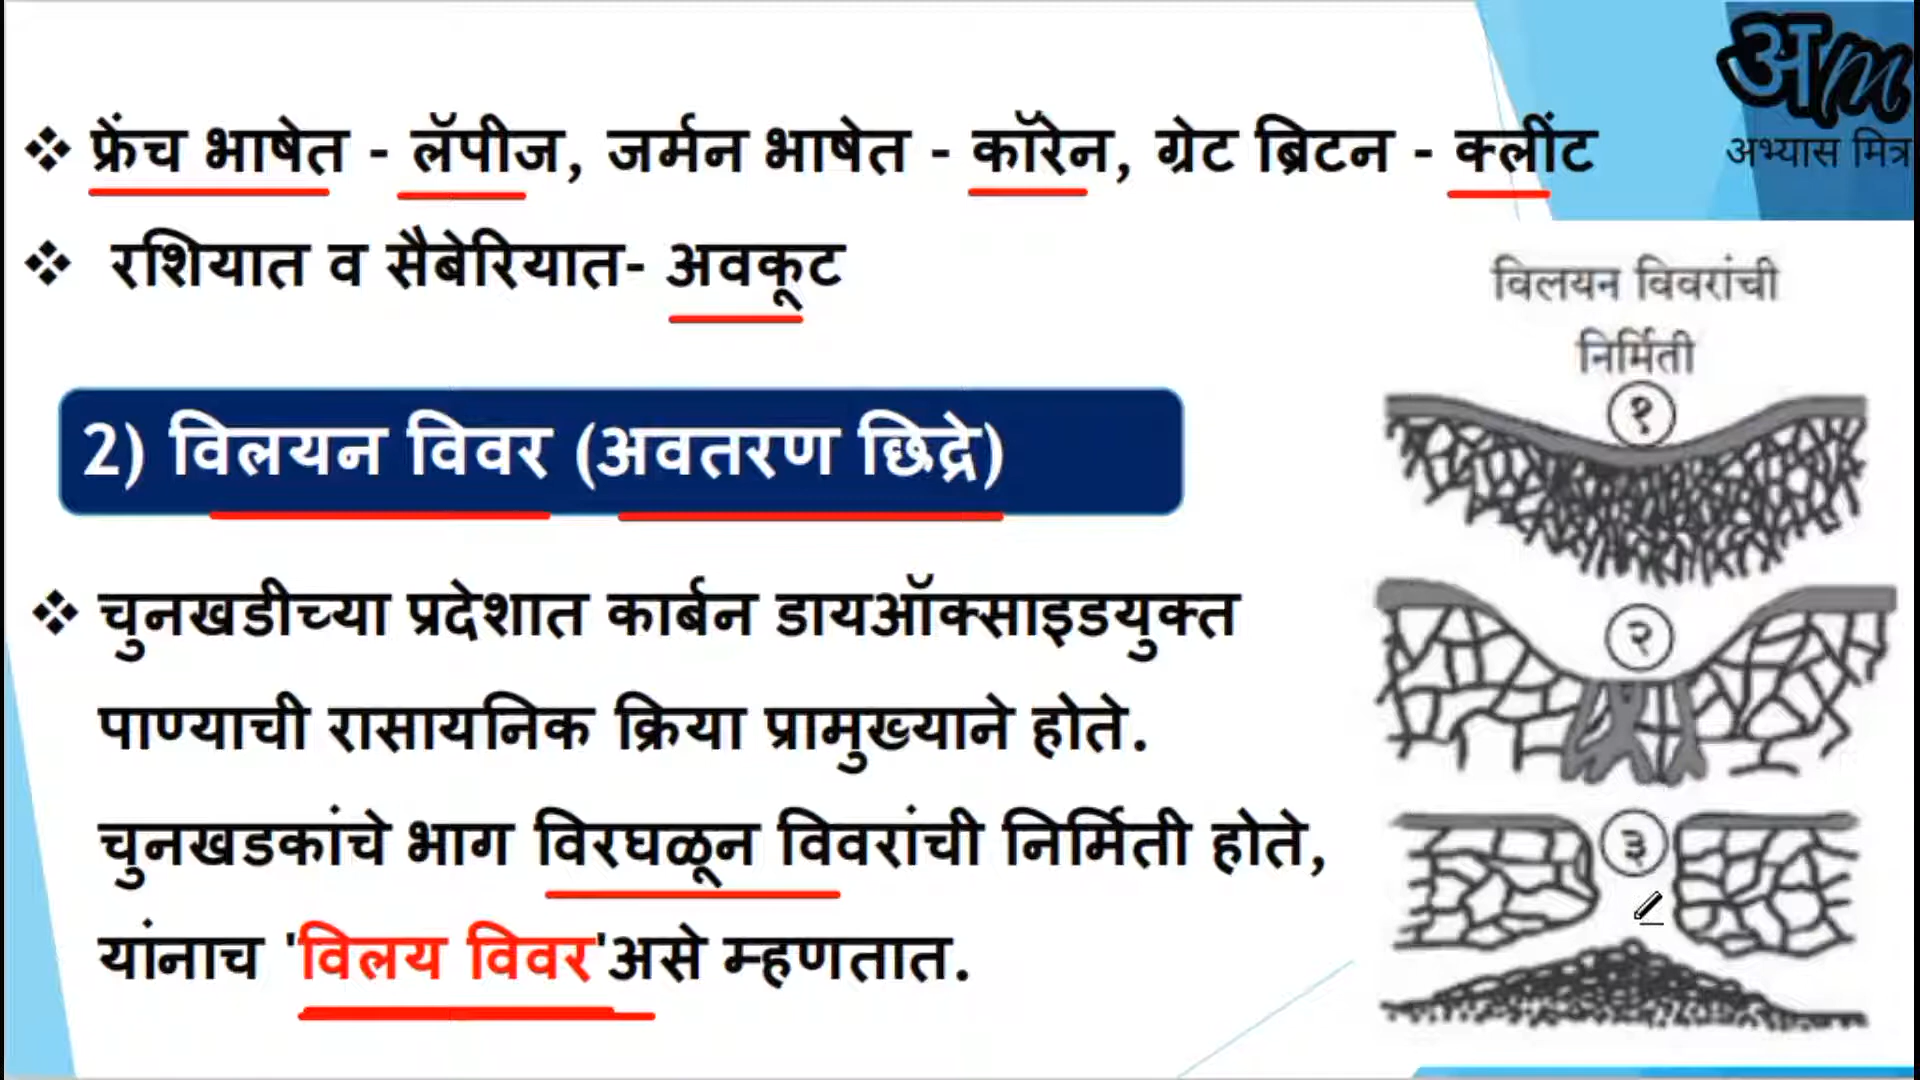 अm
अभ्यास मित्र
❖ फ्रेंच भाषेत - लॅपीज, जर्मन भाषेत - कॉरेन, ग्रेट ब्रिटन - क्लींट
❖ रशियात व सैबेरियात- अवकूट
2) विलयन विवर (अवतरण छिद्रे)
❖ चुनखडीच्या प्रदेशात कार्बन डायऑक्साइडयुक्त
पाण्याची रासायनिक क्रिया प्रामुख्याने होते.
चुनखडकांचे भाग विरघळून विवरांची निर्मिती होते,
यांनाच 'विलय विवर'असे म्हणतात.
विलयन विवरांची
निर्मिती
१
२
३